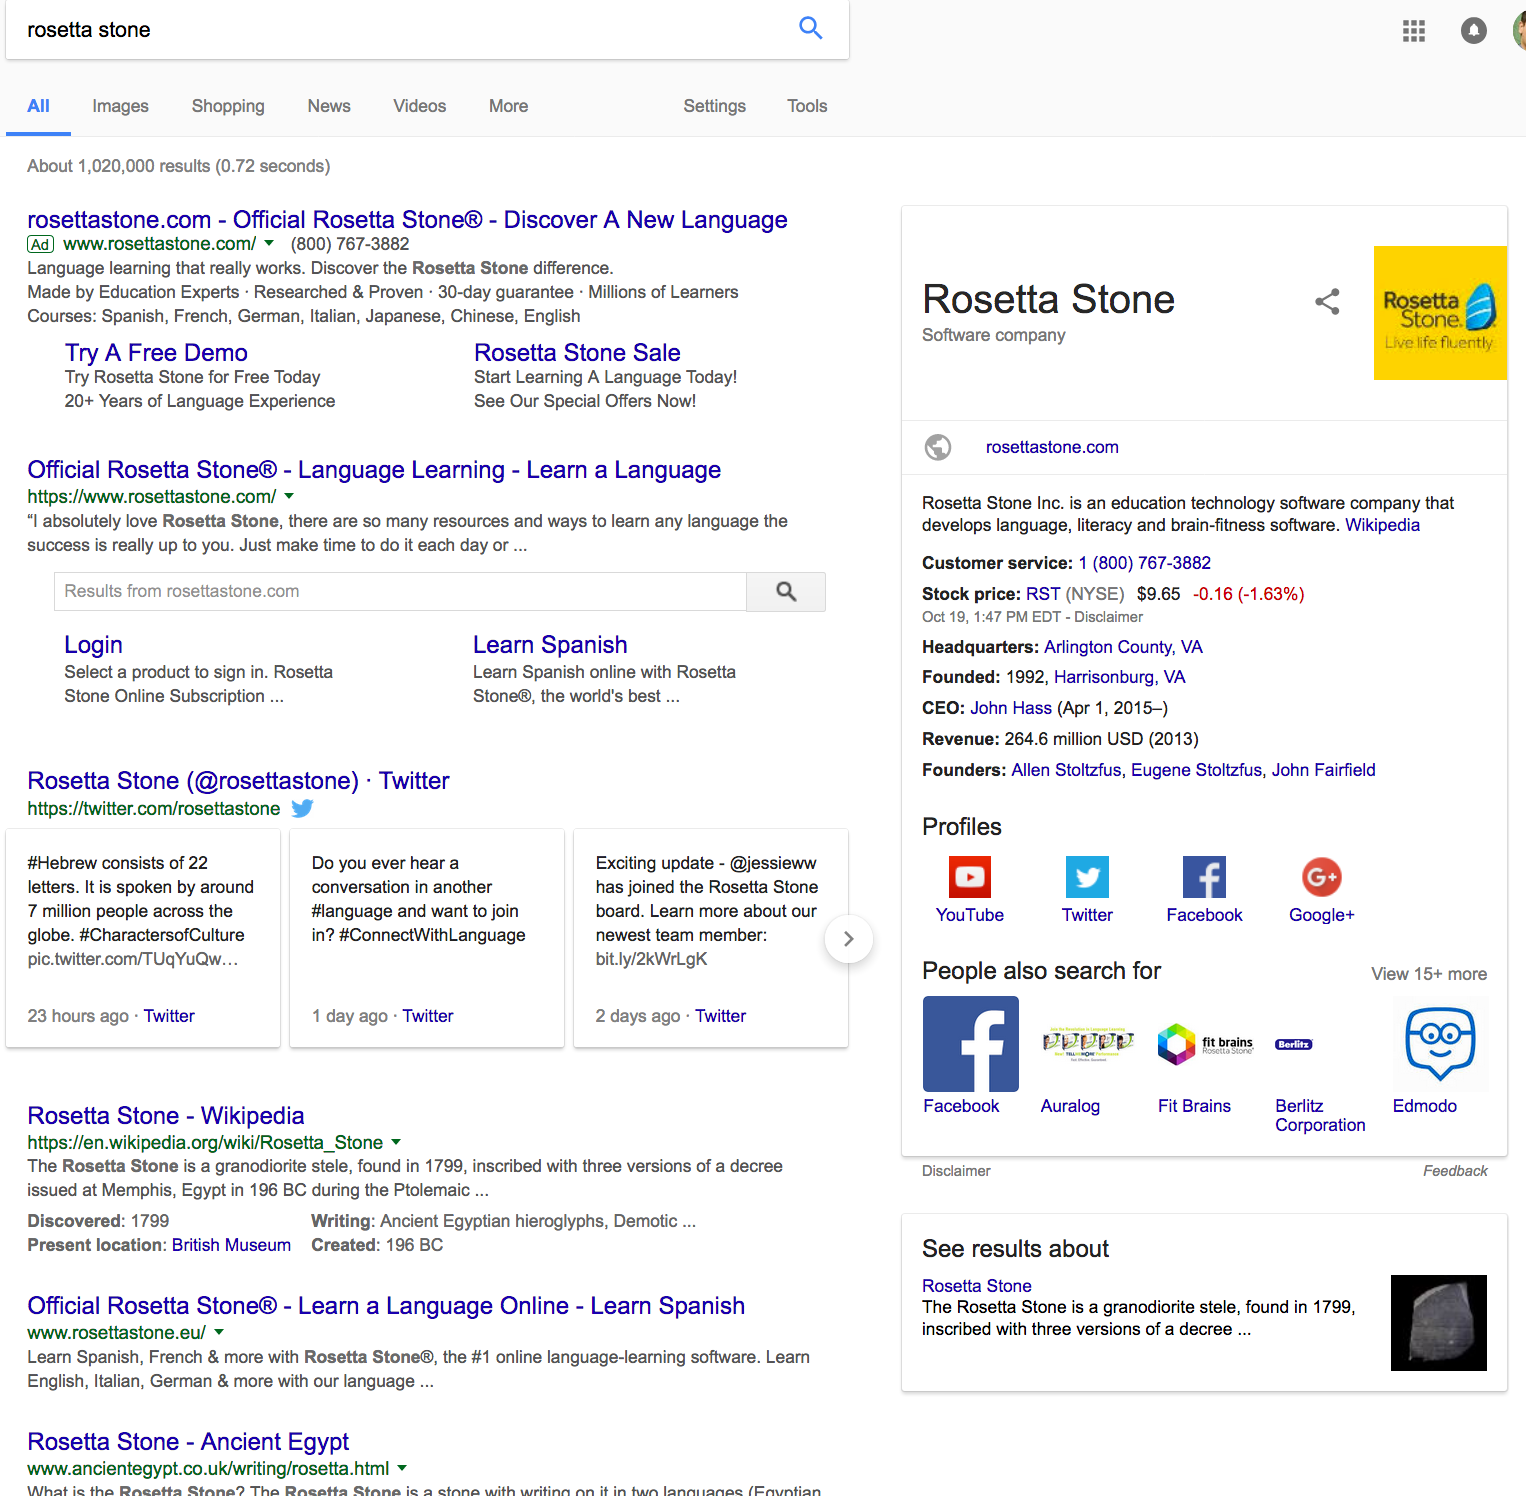 rosetta stone
All Images Shopping News Videos More Settings Tools
About 1,020,000 results (0.72 seconds)
rosettastone.com - Official Rosetta Stone® - Discover A New Language
Ad www.rosettastone.com/ (800) 767-3882
Language learning that really works. Discover the Rosetta Stone difference.
Made by Education Experts · Researched & Proven · 30-day guarantee · Millions of Learners
Courses: Spanish, French, German, Italian, Japanese, Chinese, English
Try A Free Demo
Try Rosetta Stone for Free Today
20+ Years of Language Experience
Rosetta Stone Sale
Start Learning A Language Today!
See Our Special Offers Now!
Official Rosetta Stone® - Language Learning - Learn a Language
https://www.rosettastone.com/
“I absolutely love Rosetta Stone, there are so many resources and ways to learn any language the
success is really up to you. Just make time to do it each day or ...
Results from rosettastone.com
Login
Select a product to sign in. Rosetta
Stone Online Subscription ...
Learn Spanish
Learn Spanish online with Rosetta
Stone®, the world's best ...
Rosetta Stone (@rosettastone) · Twitter
https://twitter.com/rosettastone
#Hebrew consists of 22
letters. It is spoken by around
7 million people across the
globe. #CharactersofCulture
pic.twitter.com/TUqYuQw…
23 hours ago · Twitter
Do you ever hear a
conversation in another
#language and want to join
in? #ConnectWithLanguage
1 day ago · Twitter
Exciting update - @jessieww
has joined the Rosetta Stone
board. Learn more about our
newest team member:
bit.ly/2kWrLgK
2 days ago · Twitter
Rosetta Stone - Wikipedia
https://en.wikipedia.org/wiki/Rosetta_Stone
The Rosetta Stone is a granodiorite stele, found in 1799, inscribed with three versions of a decree
issued at Memphis, Egypt in 196 BC during the Ptolemaic ...
Discovered: 1799 Writing: Ancient Egyptian hieroglyphs, Demotic ...
Present location: British Museum Created: 196 BC
Official Rosetta Stone® - Learn a Language Online - Learn Spanish
www.rosettastone.eu/
Learn Spanish, French & more with Rosetta Stone®, the #1 online language-learning software. Learn
English, Italian, German & more with our language ...
Rosetta Stone - Ancient Egypt
www.ancientegypt.co.uk/writing/rosetta.html
What is the Rosetta Stone? The Rosetta Stone is a stone with writing on it in two languages (Egyptian
Rosetta Stone
Software company
Rosetta
Stone.
Live life fluently.
rosettastone.com
Rosetta Stone Inc. is an education technology software company that
develops language, literacy and brain-fitness software. Wikipedia
Customer service: 1 (800) 767-3882
Stock price: RST (NYSE) $9.65 -0.16 (-1.63%)
Oct 19, 1:47 PM EDT - Disclaimer
Headquarters: Arlington County, VA
Founded: 1992, Harrisonburg, VA
CEO: John Hass (Apr 1, 2015–)
Revenue: 264.6 million USD (2013)
Founders: Allen Stoltzfus, Eugene Stoltzfus, John Fairfield
Profiles
YouTube Twitter Facebook Google+
People also search for View 15+ more
fit brains
Rosetta Stone
Berlitz
Facebook Auralog Fit Brains Berlitz Corporation Edmodo
Disclaimer Feedback
See results about
Rosetta Stone
The Rosetta Stone is a granodiorite stele, found in 1799,
inscribed with three versions of a decree ...